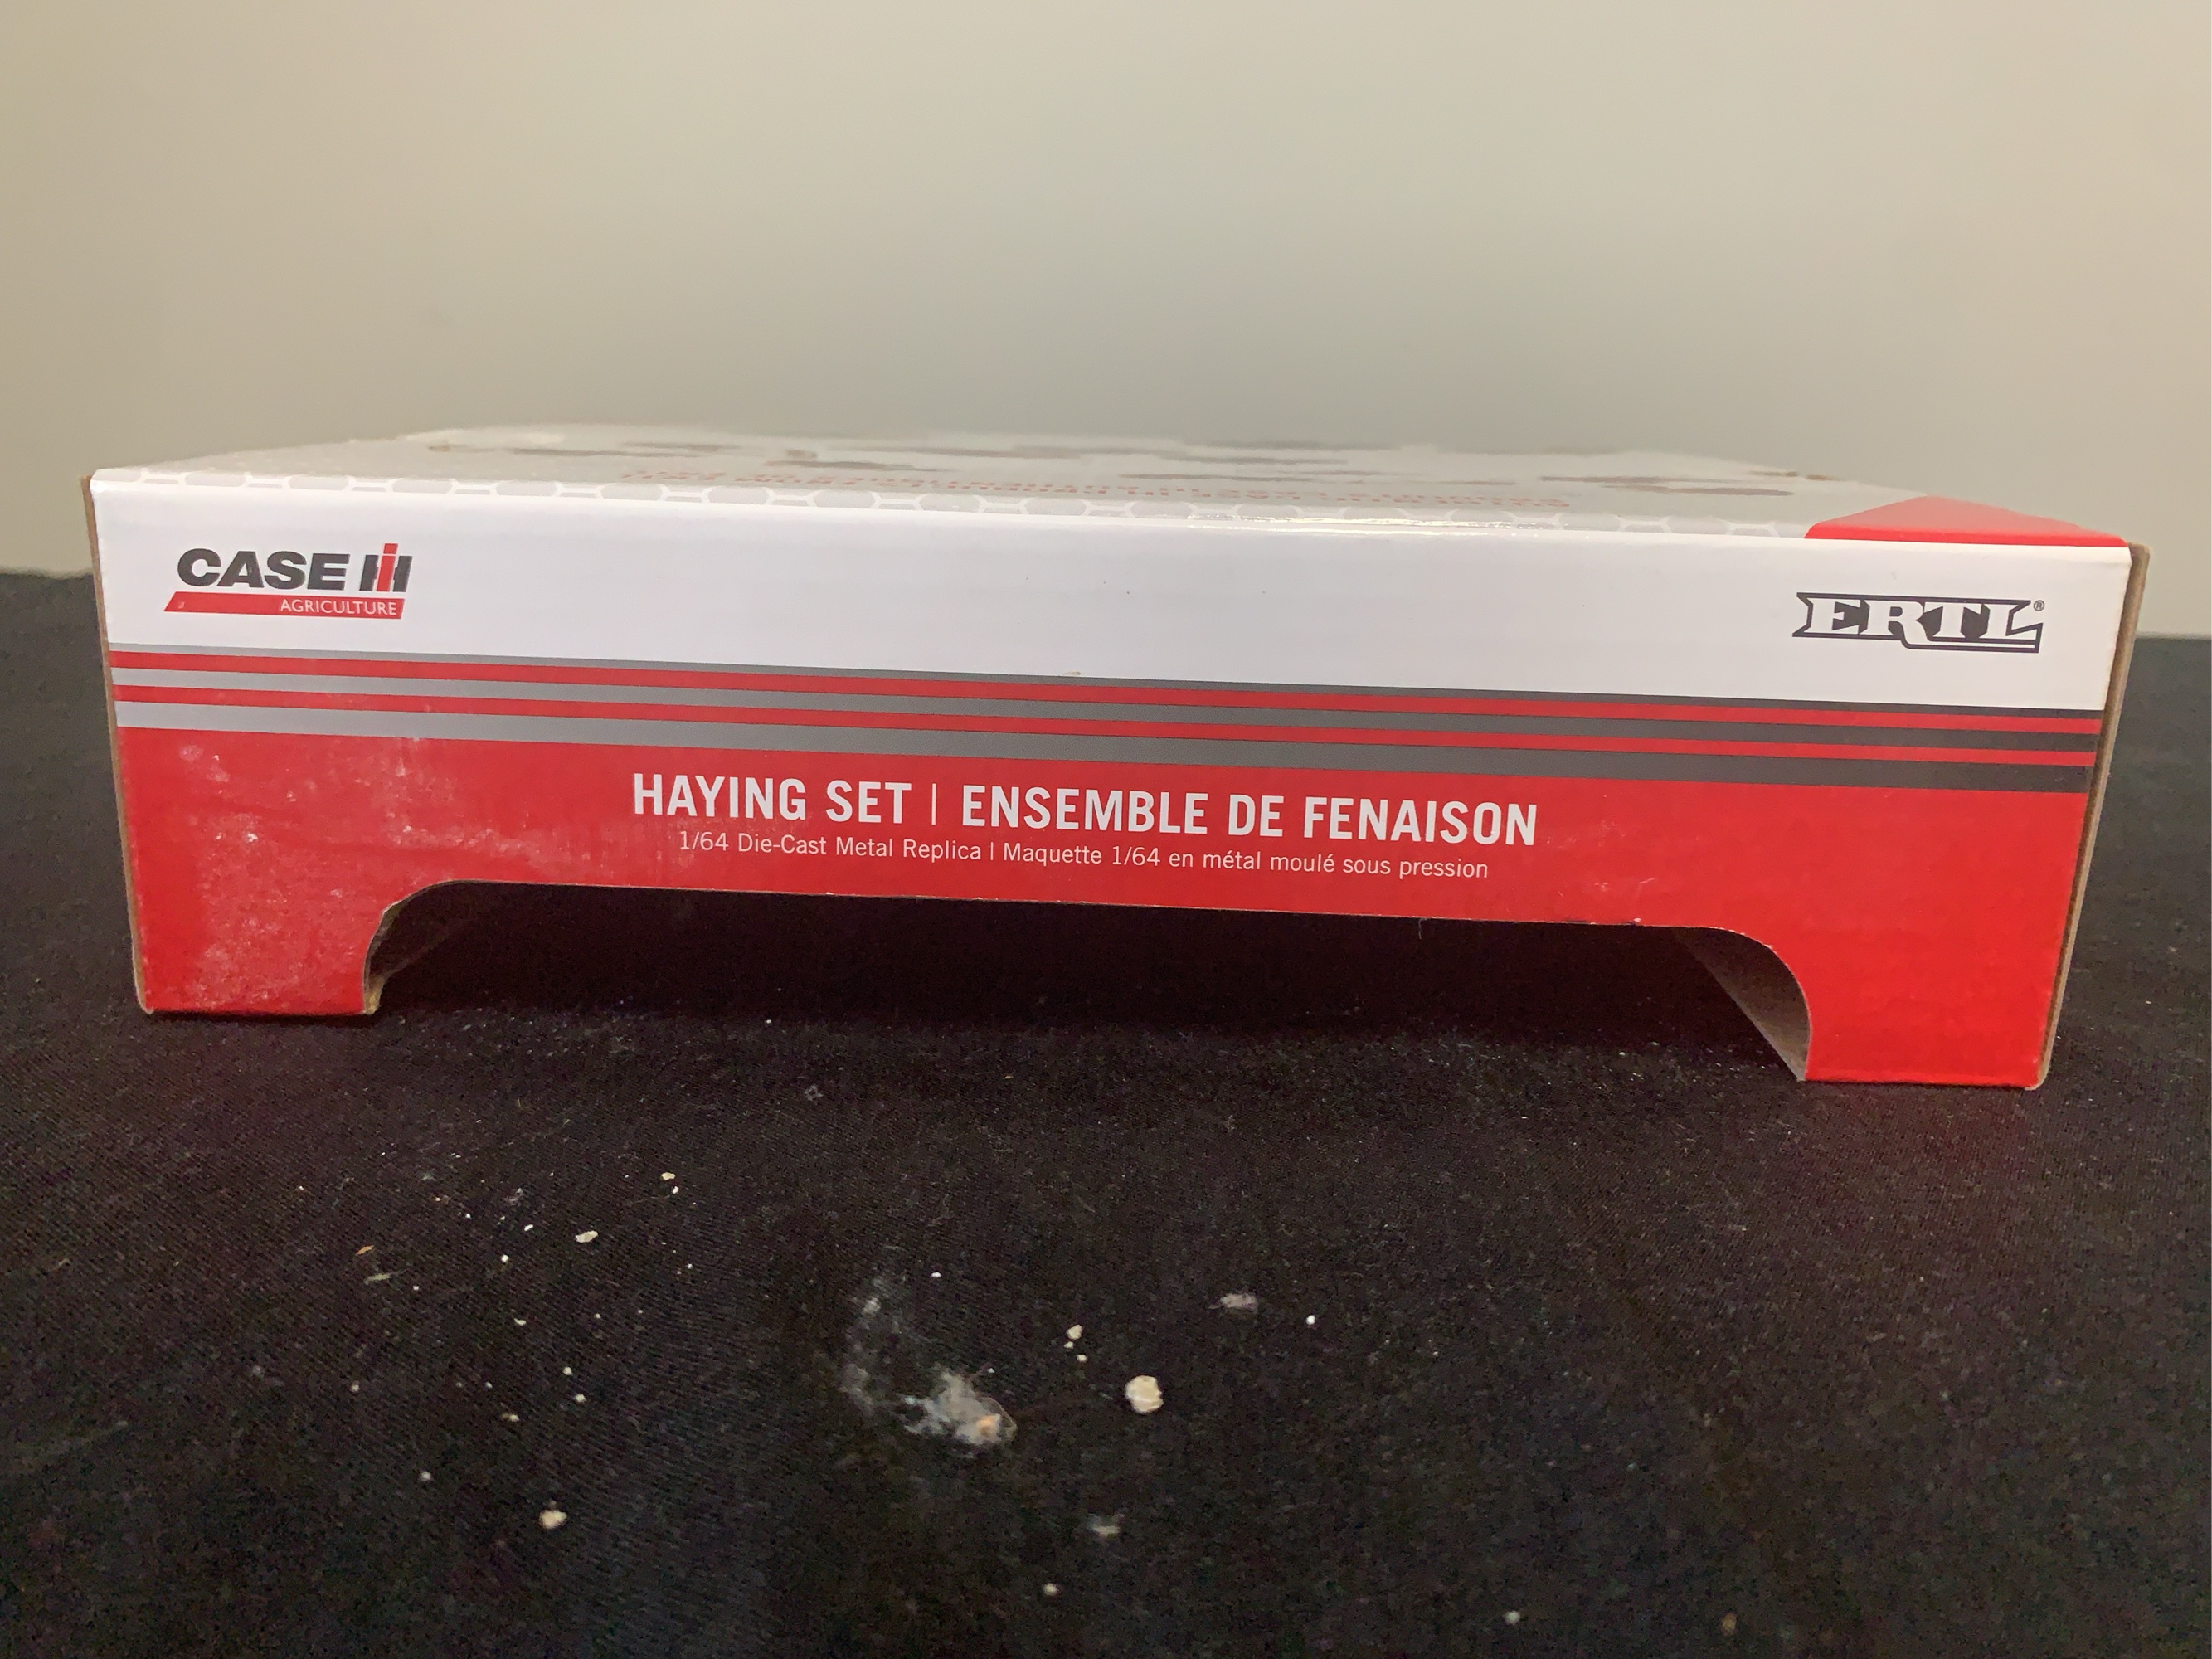 CASE IH
AGRICULTURE
ERTL®
HAYING SET | ENSEMBLE DE FENAISON
1/64 Die-Cast Metal Replica | Maquette 1/64 en métal moulé sous pression